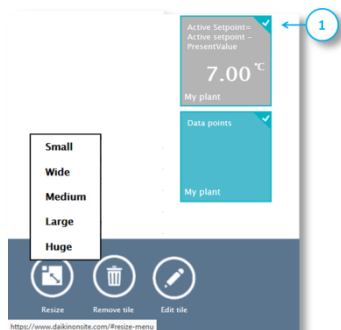 Active Setpoint=
Active setpoint -
PresentValue
7.00 °C
My plant
1
Data points
My plant
Small
Wide
Medium
Large
Huge
Resize
Remove tile
Edit tile
https://www.daikinonsite.com/#resize-menu